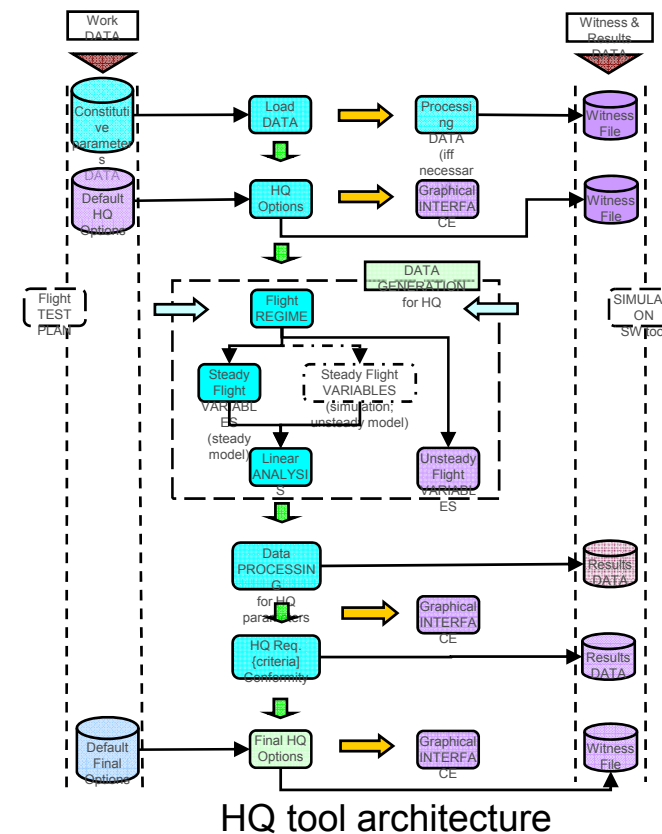 Work
DATA
Witness &
Results
DATA
Constituti
ve
parameter
s
DATA
Load
DATA
Processi
ng
DATA
(iff
necessar
Witness
File
Default
HQ
Options
HQ
Options
Graphical
INTERFA
CE
Witness
File
DATA
GENERATION
for HQ
Flight
TEST
PLAN
Flight
REGIME
SIMULA
ON
SW tool
Steady
Flight
VARIABL
ES
(steady
model)
Steady Flight
VARIABLES
(simulation;
unsteady model)
Linear
ANALYSI
S
Unsteady
Flight
VARIABL
ES
Data
PROCESSIN
G
for HQ
parameters
Results
DATA
Graphical
INTERFA
CE
HQ Req.
{criteria]
Conformity
Results
DATA
Default
Final
Options
Final HQ
Options
Graphical
INTERFA
CE
Witness
File
HQ tool architecture